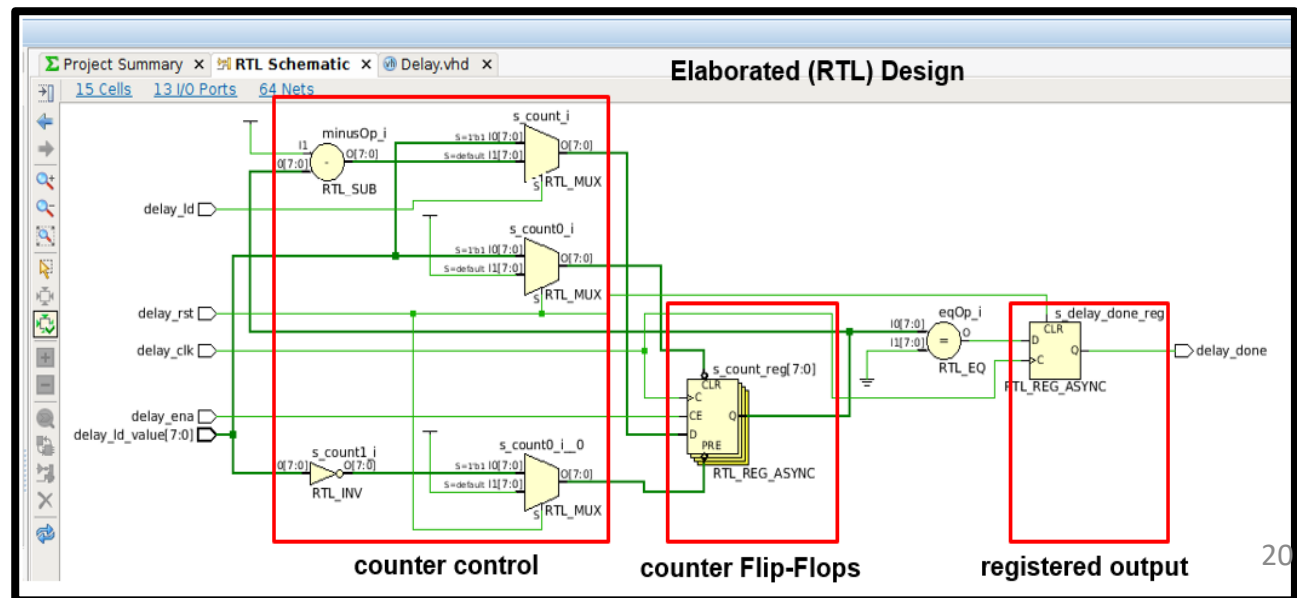 Project Summary × RTL Schematic × Delay.vhd ×
Elaborated (RTL) Design
15 Cells 13 I/O Ports 64 Nets
s_count_i
minusOp_i
I1
0[7:0]
O[7:0]
-
RTL_SUB
S=1'b1 I0[7:0]
S=default I1[7:0]
O[7:0]
S
RTL_MUX
delay_ld
s_count0_i
S=1'b1 I0[7:0]
S=default I1[7:0]
O[7:0]
S
RTL_MUX
delay_rst
delay_clk
s_count_reg[7:0]
CLR
C
CE
D
Q
PRE
RTL_REG_ASYNC
eqOp_i
I0[7:0]
I1[7:0]
=
O
RTL_EQ
s_delay_done_reg
CLR
D
C
Q
RTL_REG_ASYNC
delay_done
delay_ena
delay_ld_value[7:0]
s_count1_i
0[7:0]
O[7:0]
RTL_INV
s_count0_i__0
S=1'b1 I0[7:0]
S=default I1[7:0]
O[7:0]
S
RTL_MUX
counter control
counter Flip-Flops
registered output
20